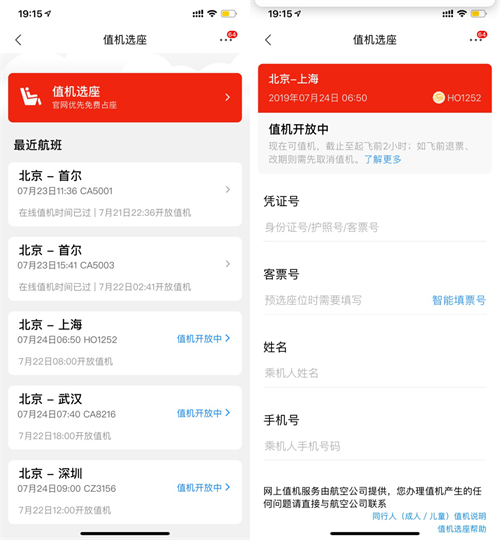 19:15
值机选座
64
值机选座
官网优先免费占座
最近航班
北京 – 首尔
07月23日11:36 CA5001
在线值机时间已过 | 7月21日22:36开放值机
北京 – 首尔
07月23日15:41 CA5003
在线值机时间已过 | 7月22日02:41开放值机
北京 – 上海
07月24日06:50 HO1252
值机开放中
7月22日08:00开放值机
北京 – 武汉
07月24日07:40 CA8216
值机开放中
7月22日18:00开放值机
北京 – 深圳
07月24日09:00 CZ3156
值机开放中
7月22日12:00开放值机
19:15
值机选座
64
北京–上海
2019年07月24日 06:50
HO1252
值机开放中
现在可值机，截止至起飞前2小时；如飞前退票、
改期则需先取消值机。了解更多
凭证号
身份证号/护照号/客票号
客票号
预选座位时需要填写
智能填票号
姓名
乘机人姓名
手机号
乘机人手机号码
网上值机服务由航空公司提供，您办理值机产生的任
何问题请直接与航空公司联系
同行人（成人 / 儿童）值机说明
值机选座帮助